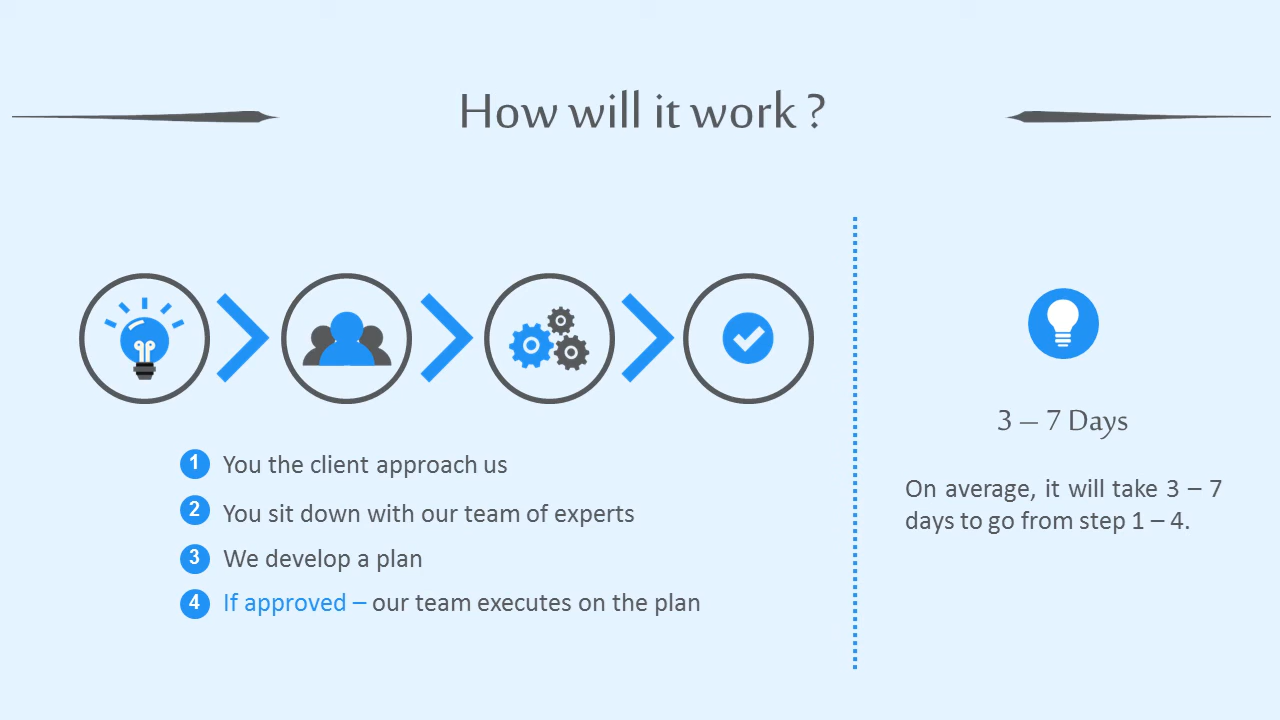 How will it work ?
1 You the client approach us
2 You sit down with our team of experts
3 We develop a plan
4 If approved – our team executes on the plan
3 – 7 Days
On average, it will take 3 – 7
days to go from step 1 – 4.